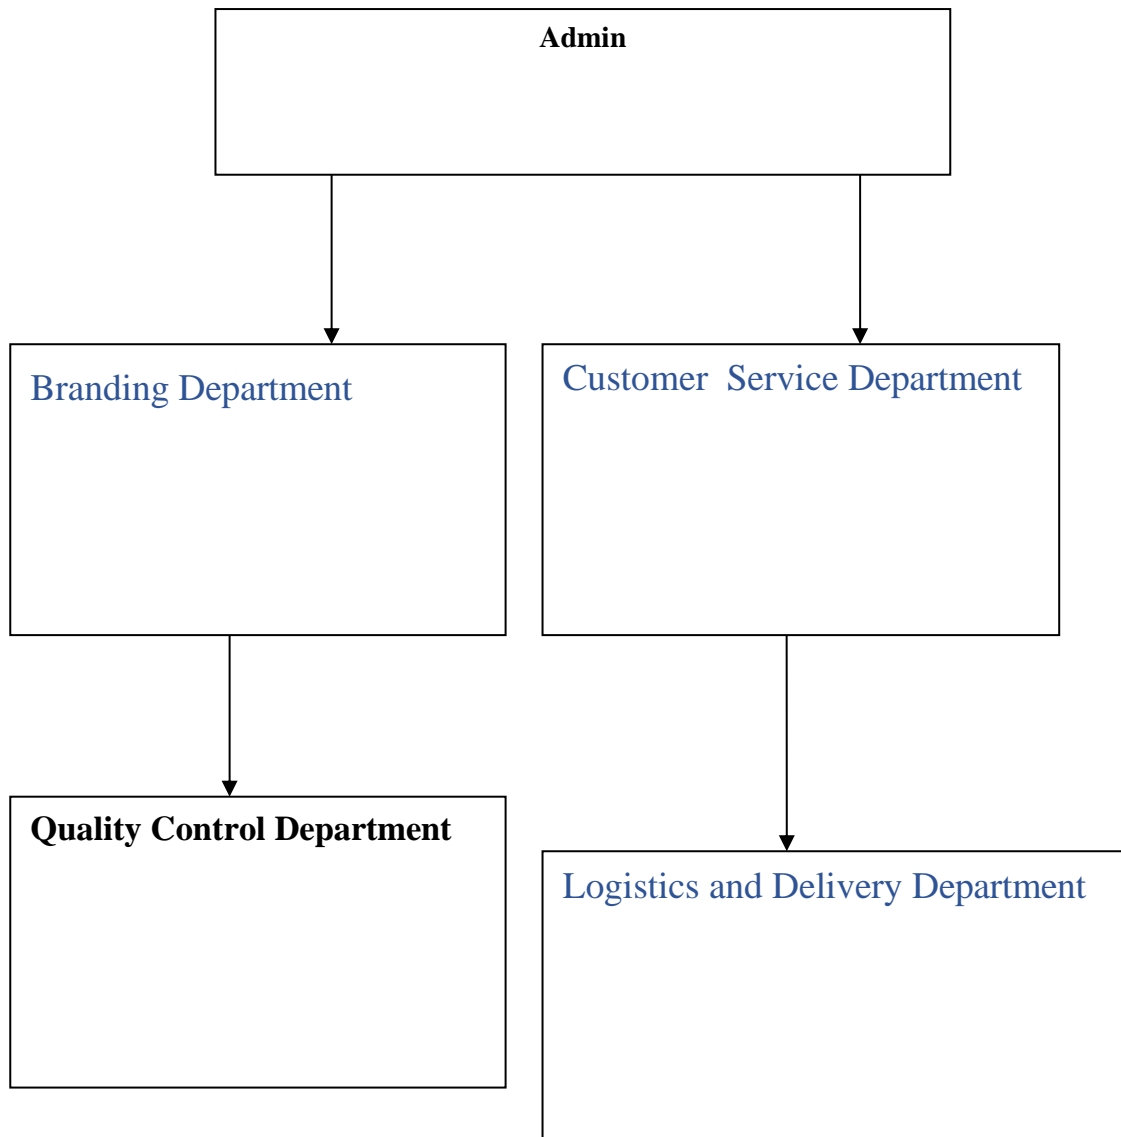 Admin
Branding Department
Customer  Service Department
Quality Control Department
Logistics and Delivery Department